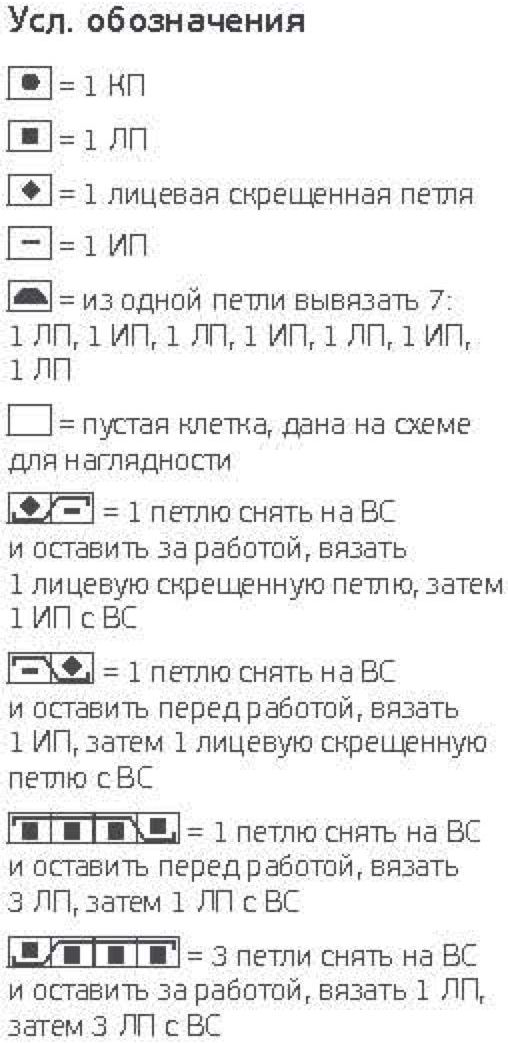 Усл. обозначения
= 1 КП
= 1 ЛП
= 1 лицевая скрещенная петля
= 1 ИП
= из одной петли вывязать 7:
1 ЛП, 1 ИП, 1 ЛП, 1 ИП, 1 ЛП, 1 ИП,
1 ЛП
= пустая клетка, дана на схеме
для наглядности
= 1 петлю снять на ВС
и оставить за работой, вязать
1 лицевую скрещенную петлю, затем
1 ИП с ВС
= 1 петлю снять на ВС
и оставить перед работой, вязать
1 ИП, затем 1 лицевую скрещенную
петлю с ВС
= 1 петлю снять на ВС
и оставить перед работой, вязать
3 ЛП, затем 1 ЛП с ВС
= 3 петли снять на ВС
и оставить за работой, вязать 1 ЛП,
затем 3 ЛП с ВС